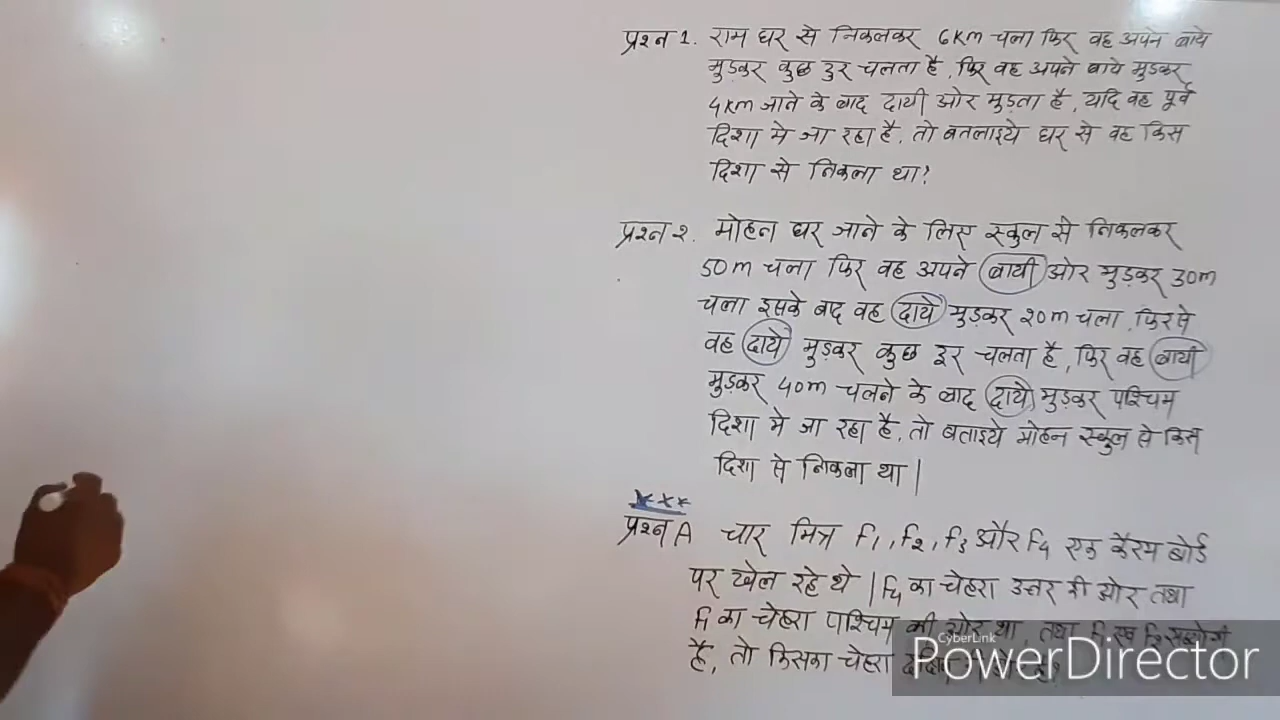 प्रश्न 1. राम घर से निकलकर 6Km चला फिर वह अपने बाये
मुड़कर कुछ दुर चलता है, फिर वह अपने बाये मुड़कर
4Km जाने के बाद दायी ओर मुड़ता है, यदि वह पूर्व
दिशा मे जा रहा है, तो बतलाइये घर से वह किस
दिशा से निकला था?
प्रश्न २. मोहन घर जाने के लिए स्कुल से निकलकर
50m चला फिर वह अपने बायी ओर मुड़कर 30m
चला इसके बाद वह दाये मुड़कर २०m चला, फिर से
वह दाये मुड़कर कुछ दुर चलता है, फिर वह बायी
मुड़कर 40m चलने के बाद दाये मुड़कर पश्चिम
दिशा मे जा रहा है, तो बताइये मोहन स्कुल से किस
दिशा से निकला था |
***
प्रश्न A चार मित्र F1, F2, F3 और F4 एक कैरम बोर्ड
पर खेल रहे थे | F4 का चेहरा उत्तर की ओर तथा
F1 का चेहरा पश्चिम की ओर था, तथा
है, तो किसका चेहरा
CyberLink
PowerDirector